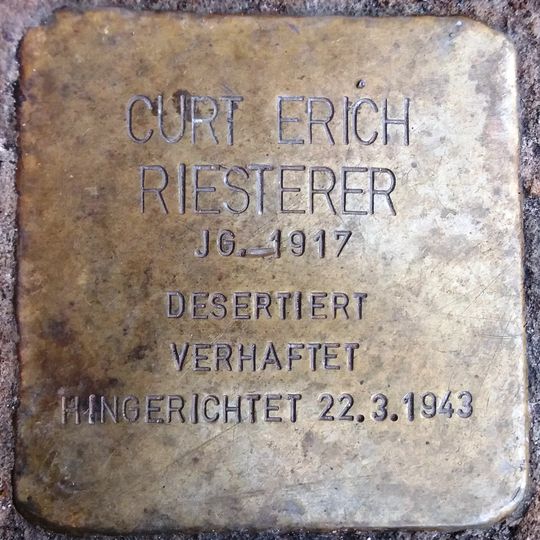 CURT ERICH
RIESTERER
JG. 1917
DESERTIERT
VERHAFTET
HINGERICHTET 22.3.1943